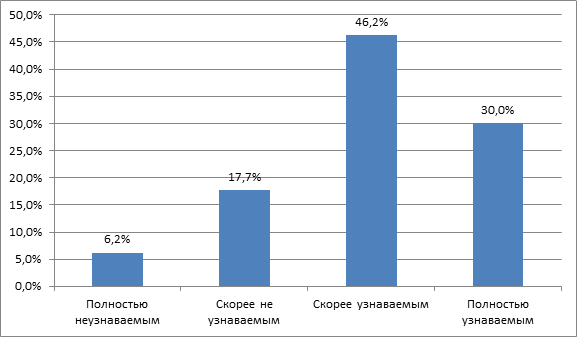 50,0%
45,0%
40,0%
35,0%
30,0%
25,0%
20,0%
15,0%
10,0%
5,0%
0,0%
6,2%
17,7%
46,2%
30,0%
Полностью
неузнаваемым
Скорее не
узнаваемым
Скорее узнаваемым
Полностью
узнаваемым